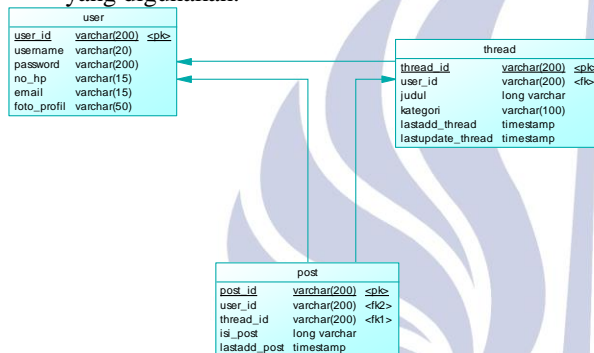 yang digunakan.
user
user_id varchar(200) <pk>
username varchar(20)
password varchar(200)
no_hp varchar(15)
email varchar(15)
foto_profil varchar(50)
thread
thread_id varchar(200) <pk>
user_id varchar(200) <fk>
judul long varchar
kategori varchar(100)
lastadd_thread timestamp
lastupdate_thread timestamp
post
post_id varchar(200) <pk>
user_id varchar(200) <fk2>
thread_id varchar(200) <fk1>
isi_post long varchar
lastadd_post timestamp